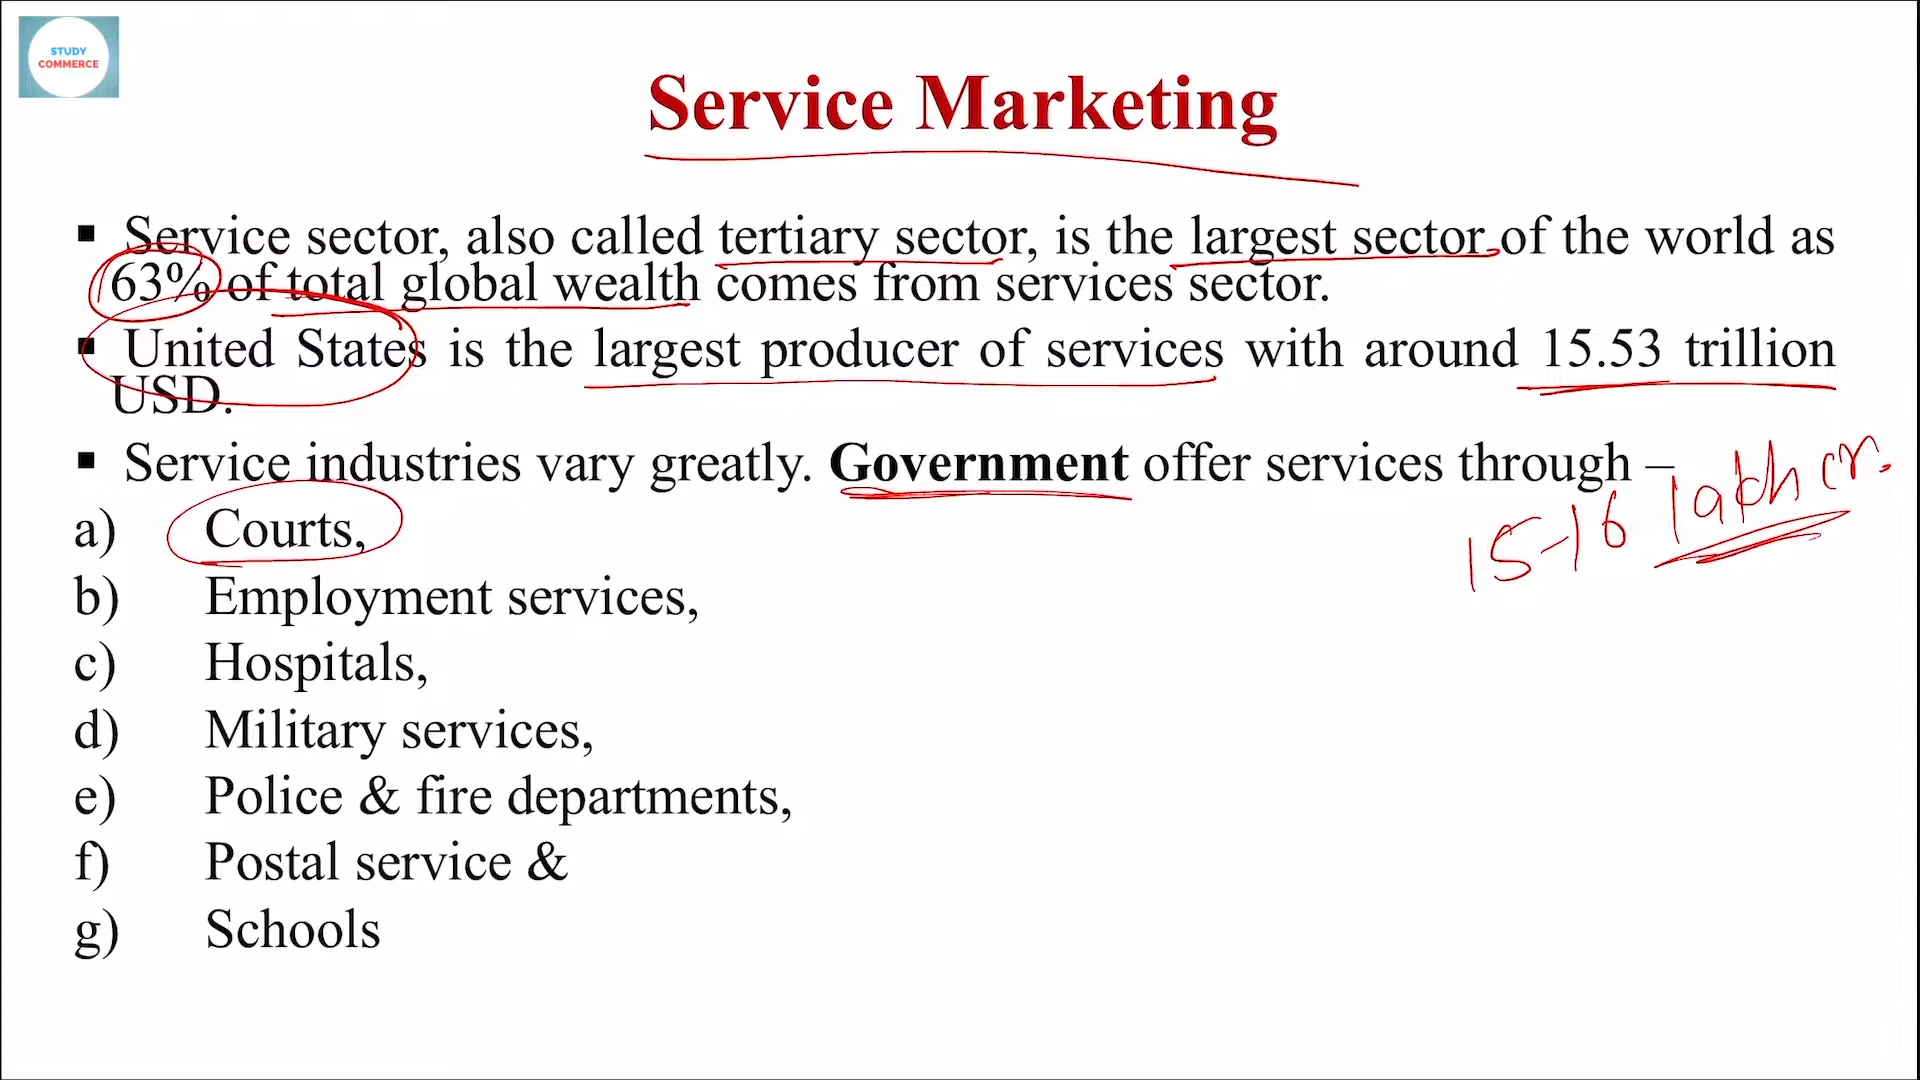 STUDY
COMMERCE
Service Marketing
▪ Service sector, also called tertiary sector, is the largest sector of the world as
63% of total global wealth comes from services sector.
▪ United States is the largest producer of services with around 15.53 trillion
USD.
▪ Service industries vary greatly. Government offer services through –
15-16 lakh cr.
a) Courts,
b) Employment services,
c) Hospitals,
d) Military services,
e) Police & fire departments,
f) Postal service &
g) Schools